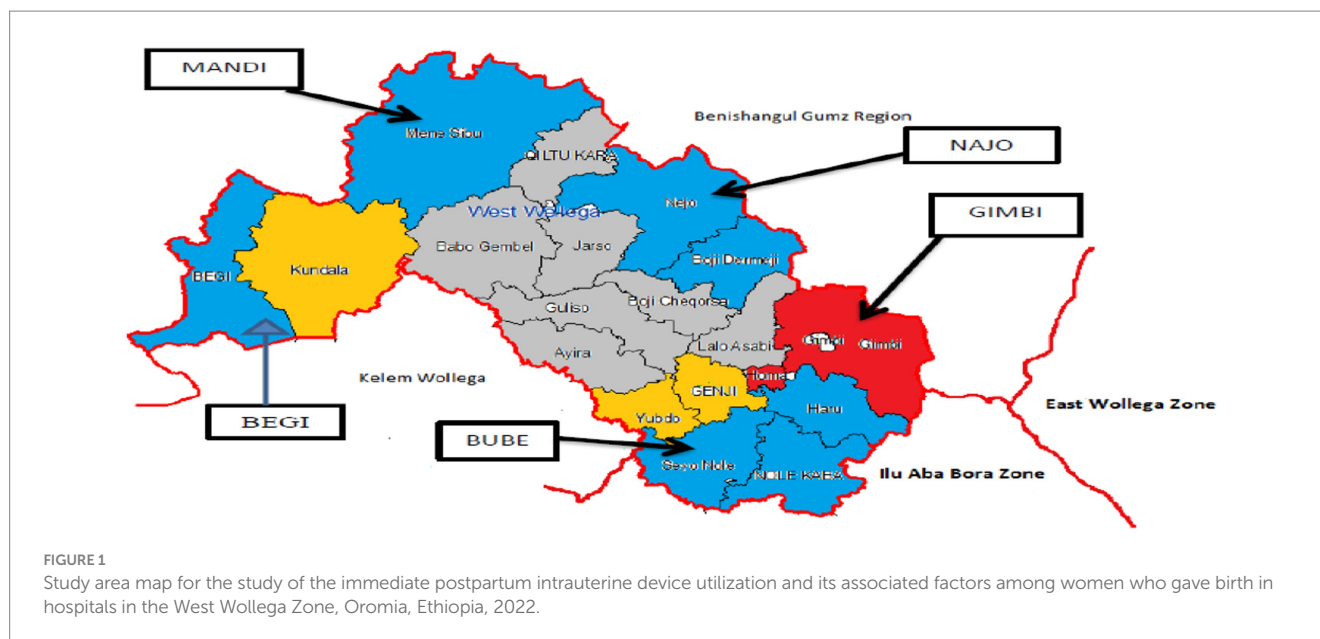 MANDI
Benishangul Gumz Region
Mana Sibu
QILTU KARA
NAJO
Nejo
GIMBI
West Wellega
Babo Gembel
Jarso
BEGI
Kundala
Boji Dermeji
Guliso
Boji Cheqorsa
Gimbi
Gimbi
Lalo Asabi
Ayira
Homa
Kelem Wollega
GENJI
Haru
Yubdo
East Wollega Zone
BEGI
BUBE
Seyo Nole
NOLE KABA
Ilu Aba Bora Zone
FIGURE 1
Study area map for the study of the immediate postpartum intrauterine device utilization and its associated factors among women who gave birth in
hospitals in the West Wollega Zone, Oromia, Ethiopia, 2022.